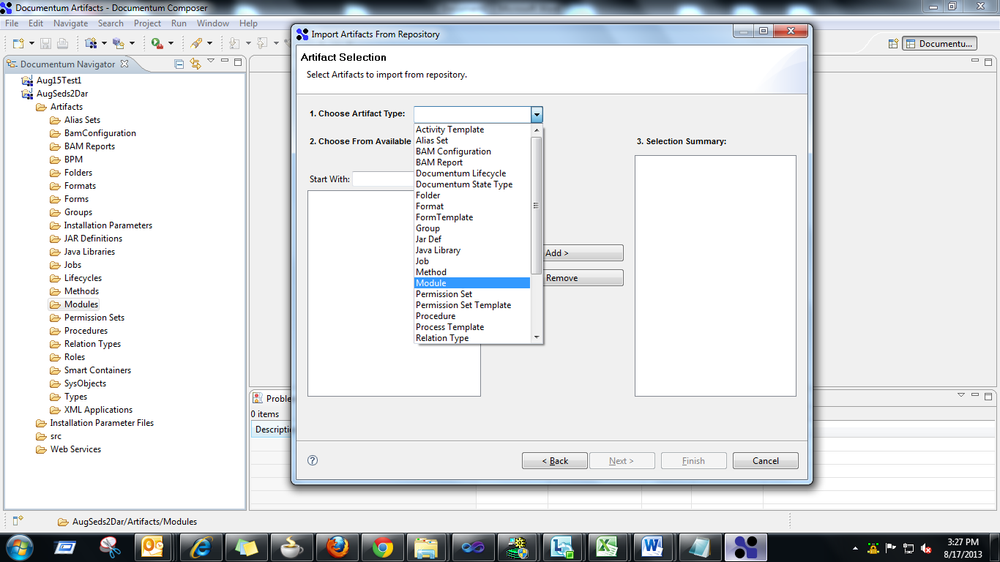 Documentum Artifacts - Documentum Composer
File Edit Navigate Search Project Run Window Help
Documentu...
Documentum Navigator
Aug15Test1
AugSeds2Dar
Artifacts
Alias Sets
BamConfiguration
BAM Reports
BPM
Folders
Formats
Forms
Groups
Installation Parameters
JAR Definitions
Java Libraries
Jobs
Lifecycles
Methods
Modules
Permission Sets
Procedures
Relation Types
Roles
Smart Containers
SysObjects
Types
XML Applications
Installation Parameter Files
src
Web Services
Import Artifacts From Repository
Artifact Selection
Select Artifacts to import from repository.
1. Choose Artifact Type:
2. Choose From Available
Start With:
Activity Template
Alias Set
BAM Configuration
BAM Report
Documentum Lifecycle
Documentum State Type
Folder
Format
FormTemplate
Group
Jar Def
Java Library
Job
Method
Module
Permission Set
Permission Set Template
Procedure
Process Template
Relation Type
Add >
Remove
3. Selection Summary:
? < Back Next > Finish Cancel
Proble
0 items
Descripti
AugSeds2Dar/Artifacts/Modules
3:27 PM
8/17/2013